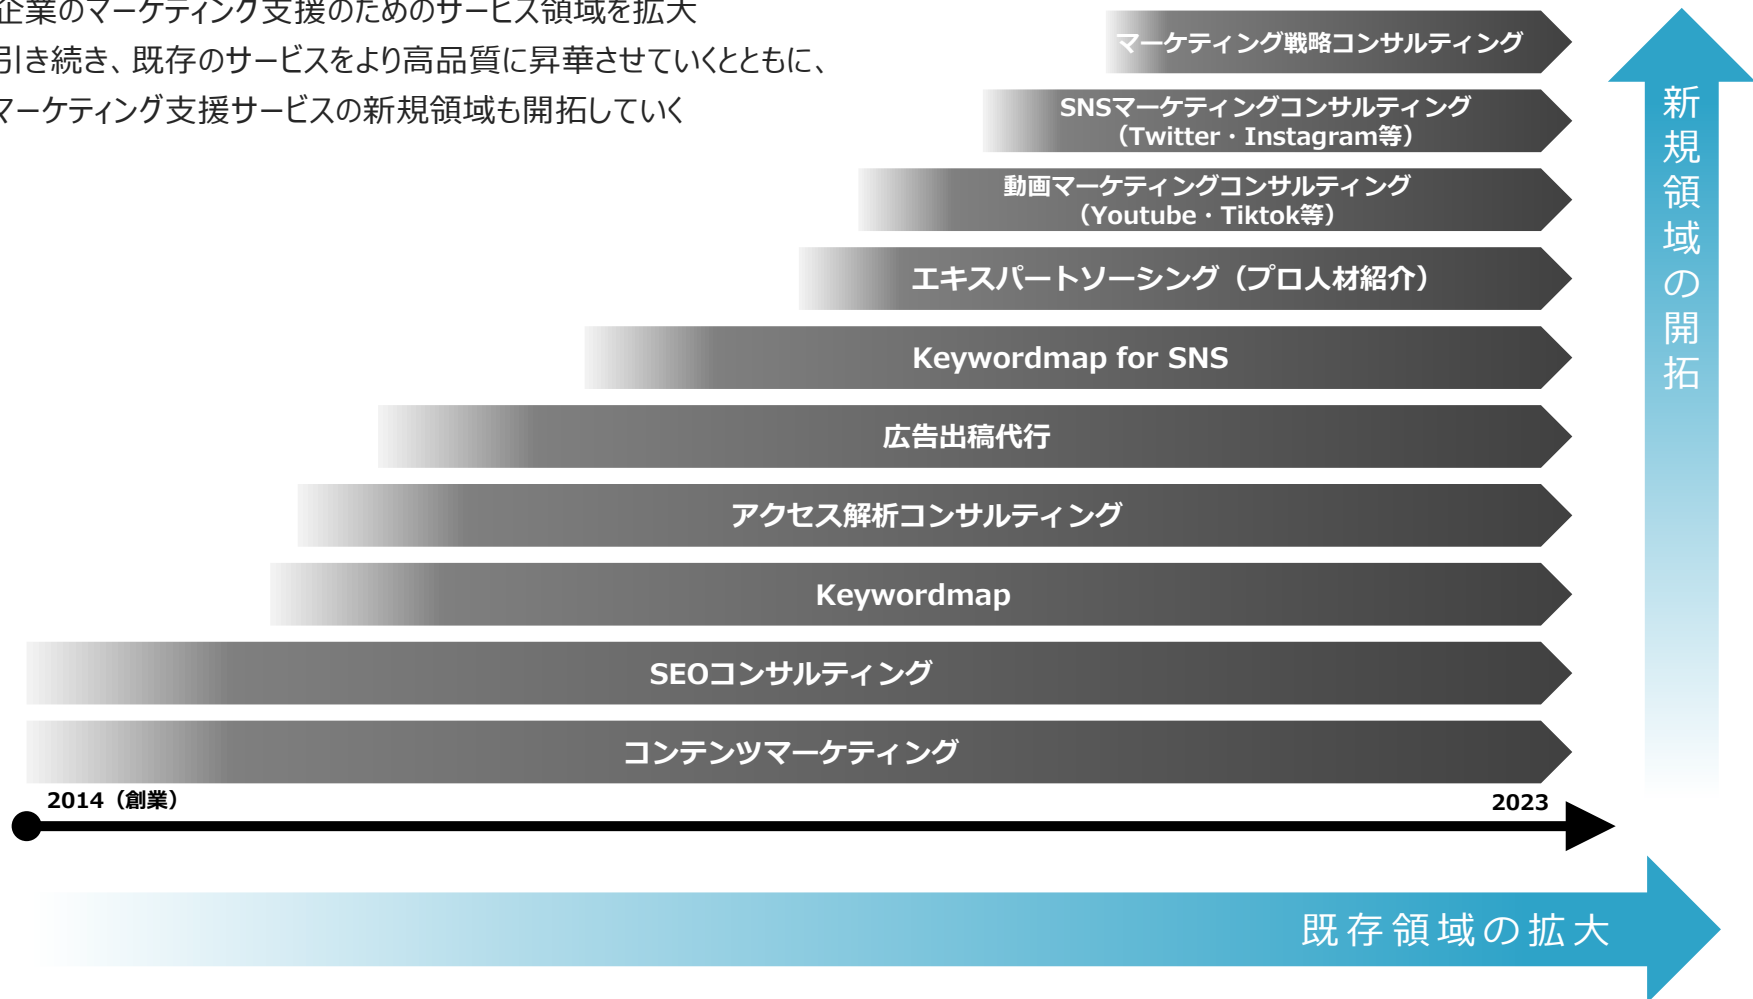 企業のマーケティング支援のためのサービス領域を拡大
引き続き、既存のサービスをより高品質に昇華させていくとともに、
マーケティング支援サービスの新規領域も開拓していく
マーケティング戦略コンサルティング
SNSマーケティングコンサルティング
（Twitter・Instagram等）
動画マーケティングコンサルティング
（Youtube・Tiktok等）
エキスパートソーシング（プロ人材紹介）
Keywordmap for SNS
広告出稿代行
アクセス解析コンサルティング
Keywordmap
SEOコンサルティング
コンテンツマーケティング
2014（創業）
2023
新規領域の開拓
既存領域の拡大